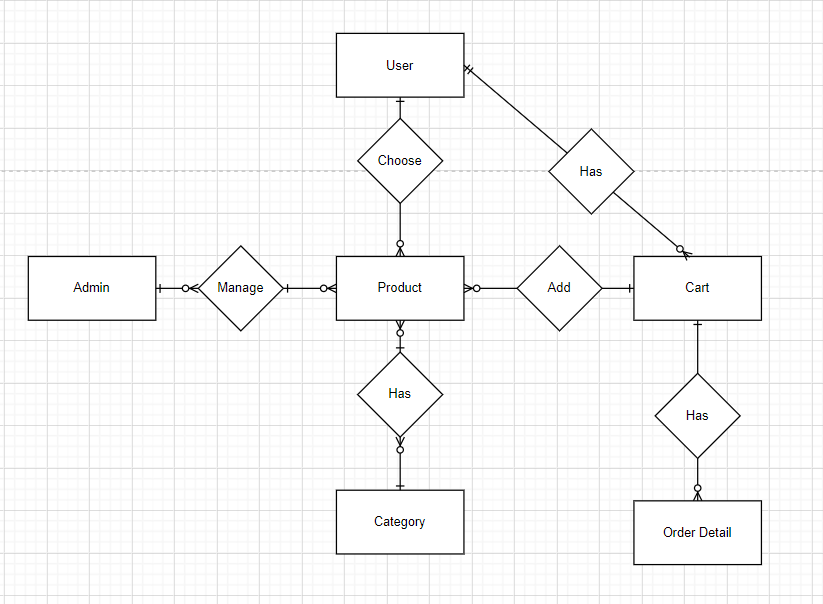 User
Choose
Has
Admin
Manage
Product
Add
Cart
Has
Has
Category
Order Detail